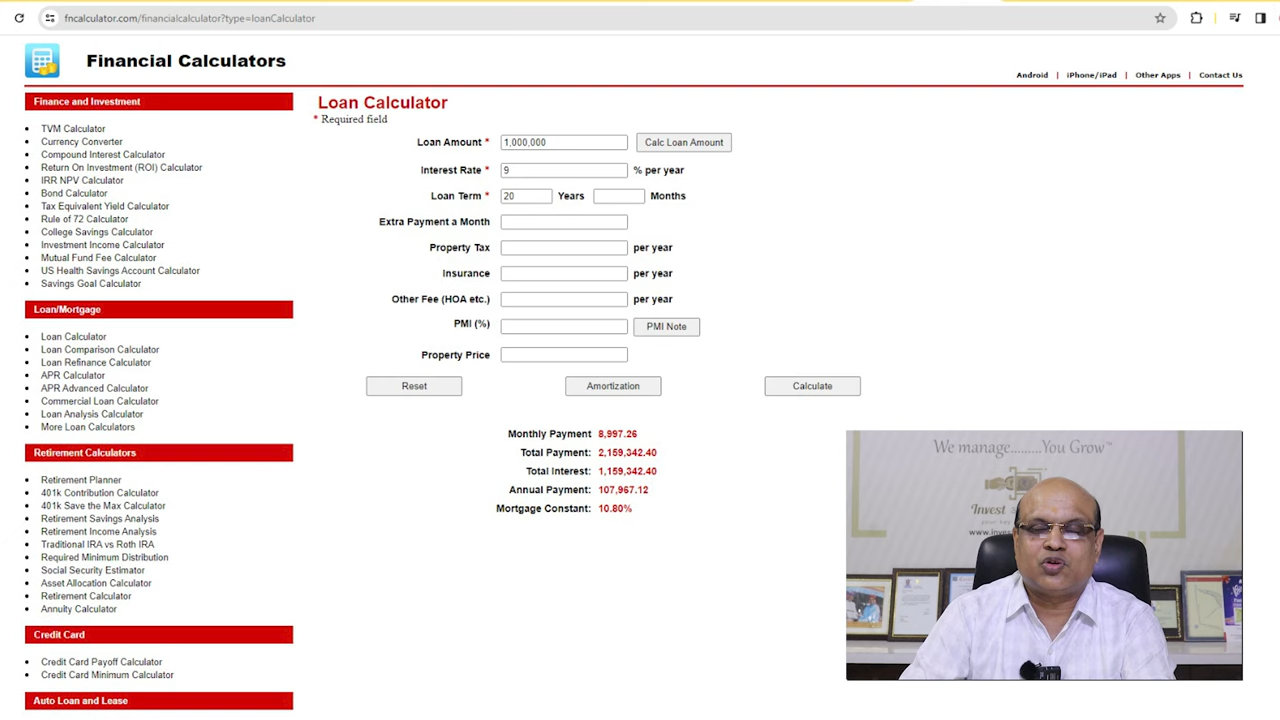 fncalculator.com/financialcalculator?type=loanCalculator
Financial Calculators
Android | iPhone/iPad | Other Apps | Contact Us
Finance and Investment
TVM Calculator
Currency Converter
Compound Interest Calculator
Return On Investment (ROI) Calculator
IRR NPV Calculator
Bond Calculator
Tax Equivalent Yield Calculator
Rule of 72 Calculator
College Savings Calculator
Investment Income Calculator
Mutual Fund Fee Calculator
US Health Savings Account Calculator
Savings Goal Calculator
Loan/Mortgage
Loan Calculator
Loan Comparison Calculator
Loan Refinance Calculator
APR Calculator
APR Advanced Calculator
Commercial Loan Calculator
Loan Analysis Calculator
More Loan Calculators
Retirement Calculators
Retirement Planner
401k Contribution Calculator
401k Save the Max Calculator
Retirement Savings Analysis
Retirement Income Analysis
Traditional IRA vs Roth IRA
Required Minimum Distribution
Social Security Estimator
Asset Allocation Calculator
Retirement Calculator
Annuity Calculator
Credit Card
Credit Card Payoff Calculator
Credit Card Minimum Calculator
Auto Loan and Lease
Loan Calculator
* Required field
Loan Amount * 1,000,000 Calc Loan Amount
Interest Rate * 9 % per year
Loan Term * 20 Years Months
Extra Payment a Month
Property Tax per year
Insurance per year
Other Fee (HOA etc.) per year
PMI (%) PMI Note
Property Price
Reset Amortization Calculate
Monthly Payment 8,997.26
Total Payment: 2,159,342.40
Total Interest: 1,159,342.40
Annual Payment: 107,967.12
Mortgage Constant: 10.80%
We manage.........You Grow™
Invest
www.inves